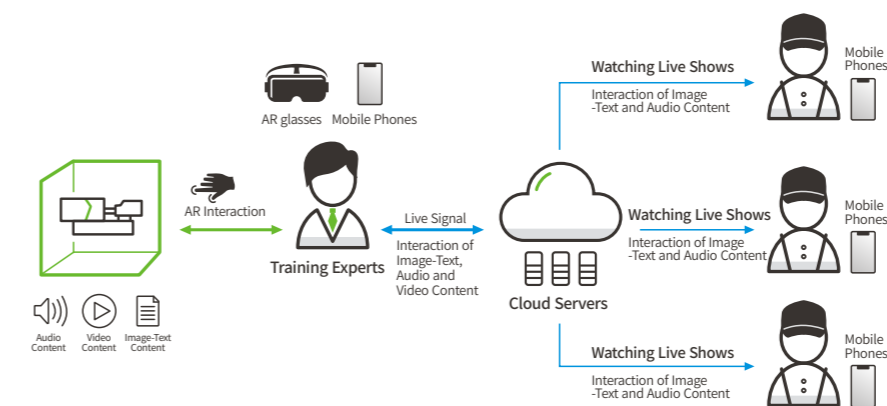 AR glasses
Mobile Phones
Audio
Content
Video
Content
Image-Text
Content
AR Interaction
Training Experts
Live Signal
Interaction of
Image-Text,
Audio and
Video Content
Cloud Servers
Watching Live Shows
Interaction of Image
-Text and Audio Content
Mobile
Phones
Watching Live Shows
Interaction of Image
-Text and Audio Content
Mobile
Phones
Watching Live Shows
Interaction of Image
-Text and Audio Content
Mobile
Phones